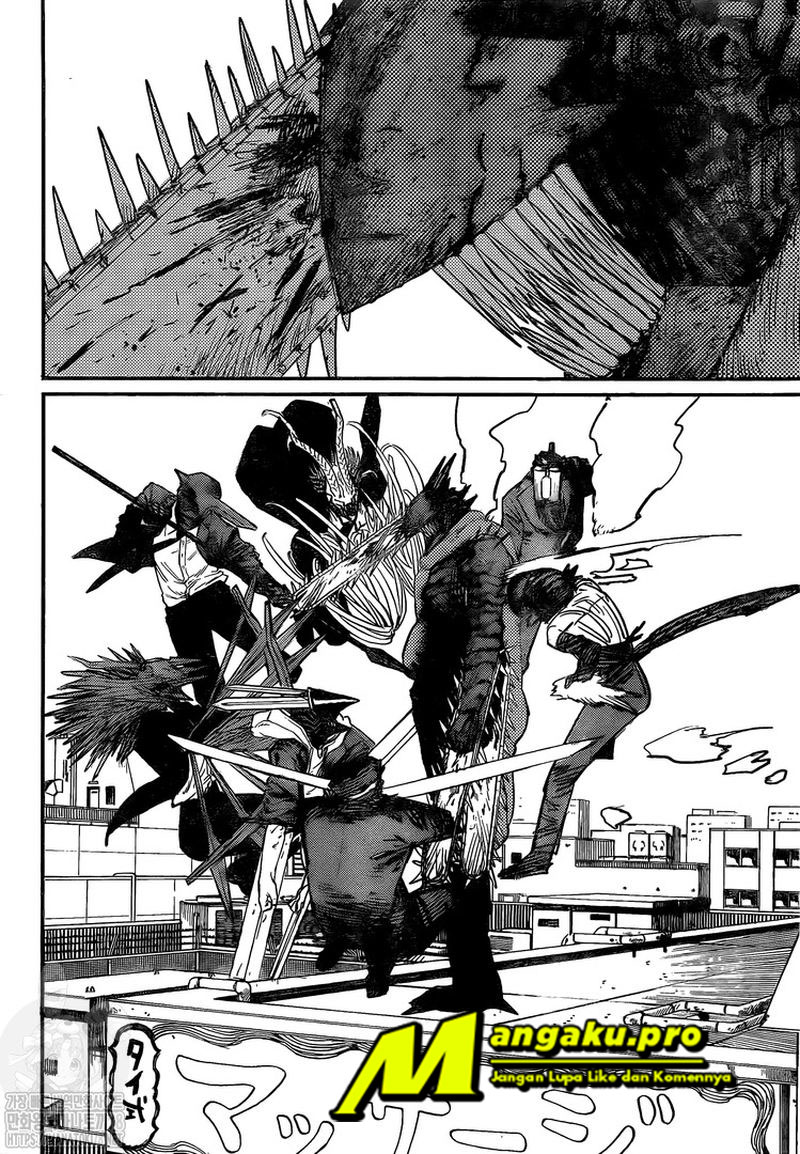 タイ式
マッサージ
Mangaku.pro
Jangan Lupa Like dan Komennya